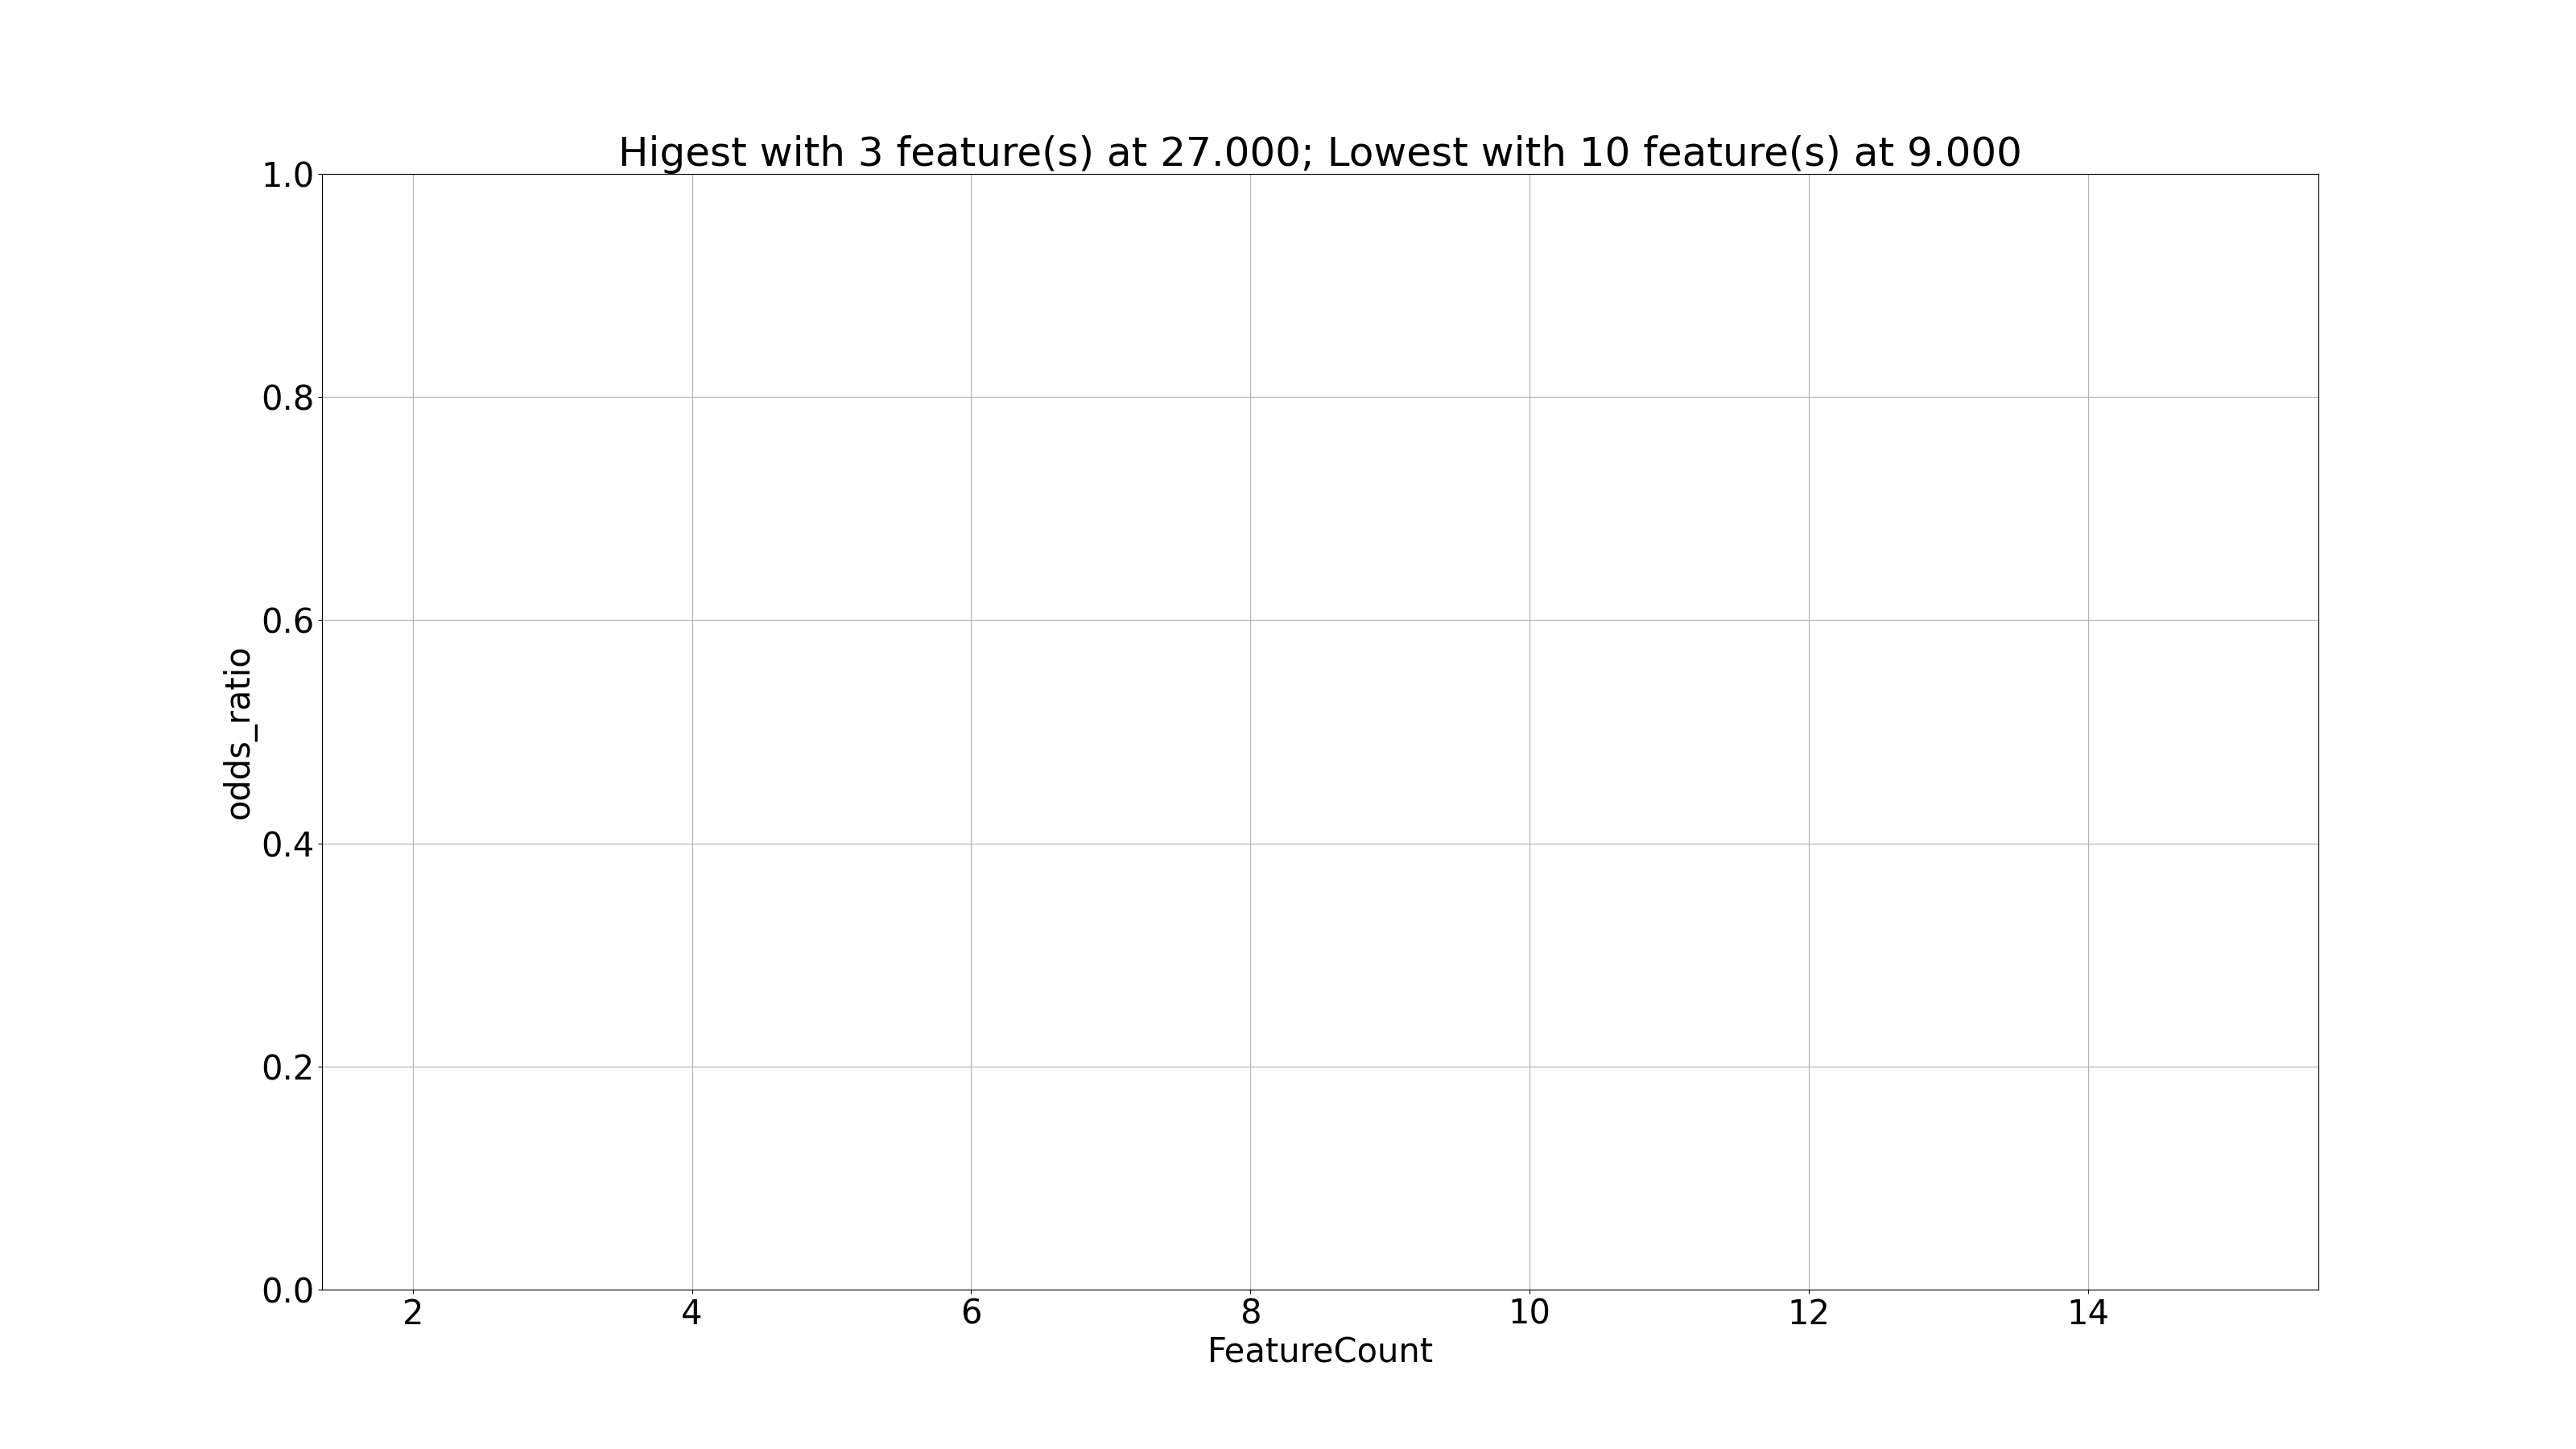 Higest with 3 feature(s) at 27.000; Lowest with 10 feature(s) at 9.000
1.0
0.8
0.6
0.4
0.2
0.0
odds_ratio
2 4 6 8 10 12 14
FeatureCount